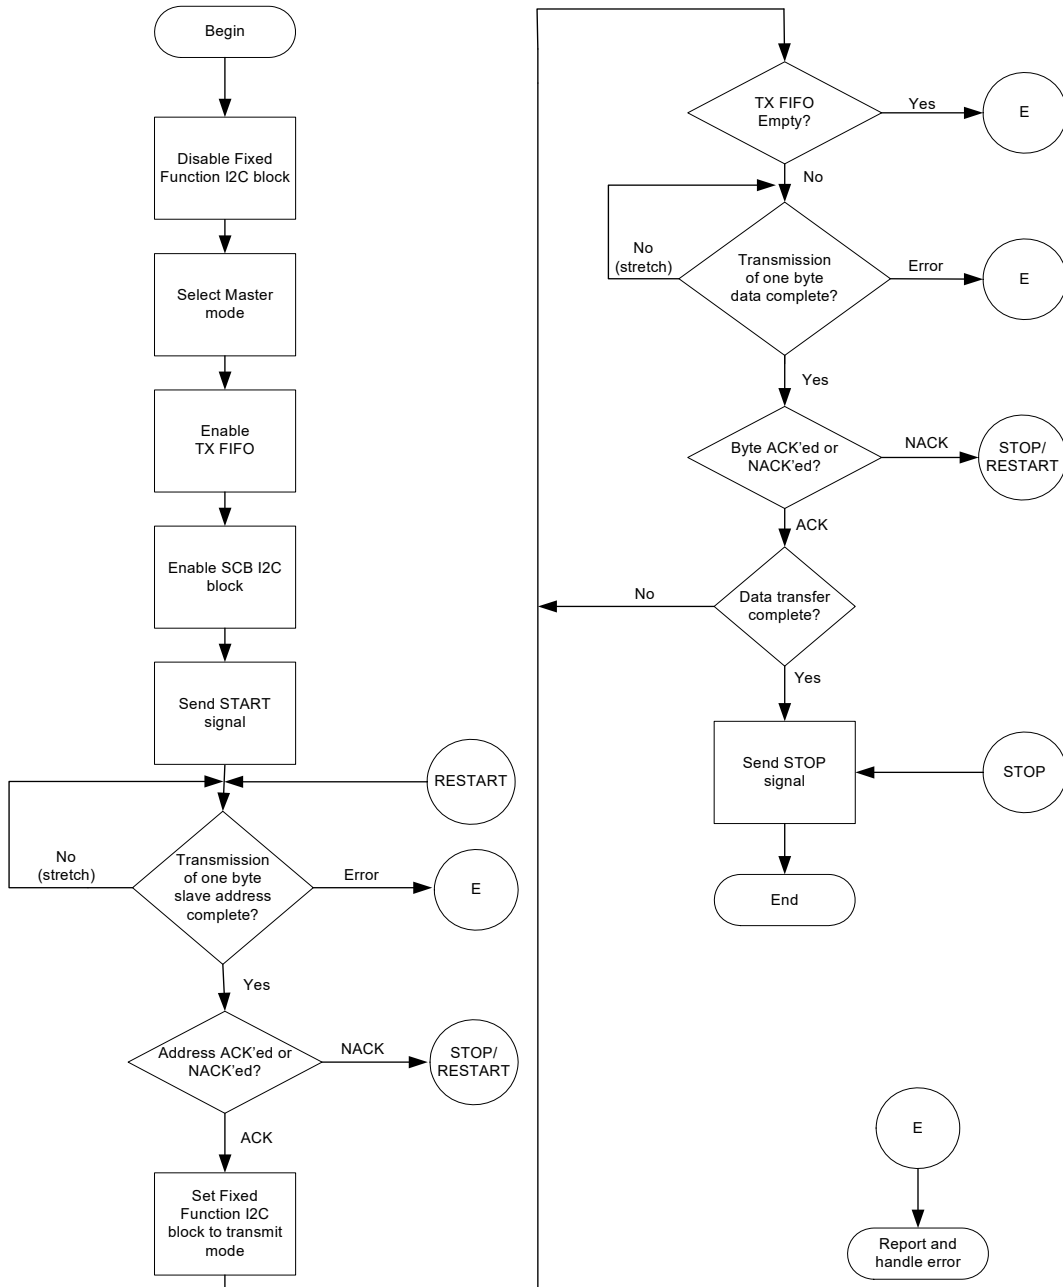 Begin
Disable Fixed
Function I2C block
Select Master
mode
Enable
TX FIFO
Enable SCB I2C
block
Send START
signal
RESTART
No
(stretch)
Transmission
of one byte
slave address
complete?
Error
E
Yes
Address ACK'ed or
NACK'ed?
NACK
STOP/
RESTART
ACK
Set Fixed
Function I2C
block to transmit
mode
TX FIFO
Empty?
Yes
E
No
No
(stretch)
Transmission
of one byte
data complete?
Error
E
Yes
Byte ACK'ed or
NACK'ed?
NACK
STOP/
RESTART
ACK
No
Data transfer
complete?
Yes
Send STOP
signal
STOP
End
E
Report and
handle error